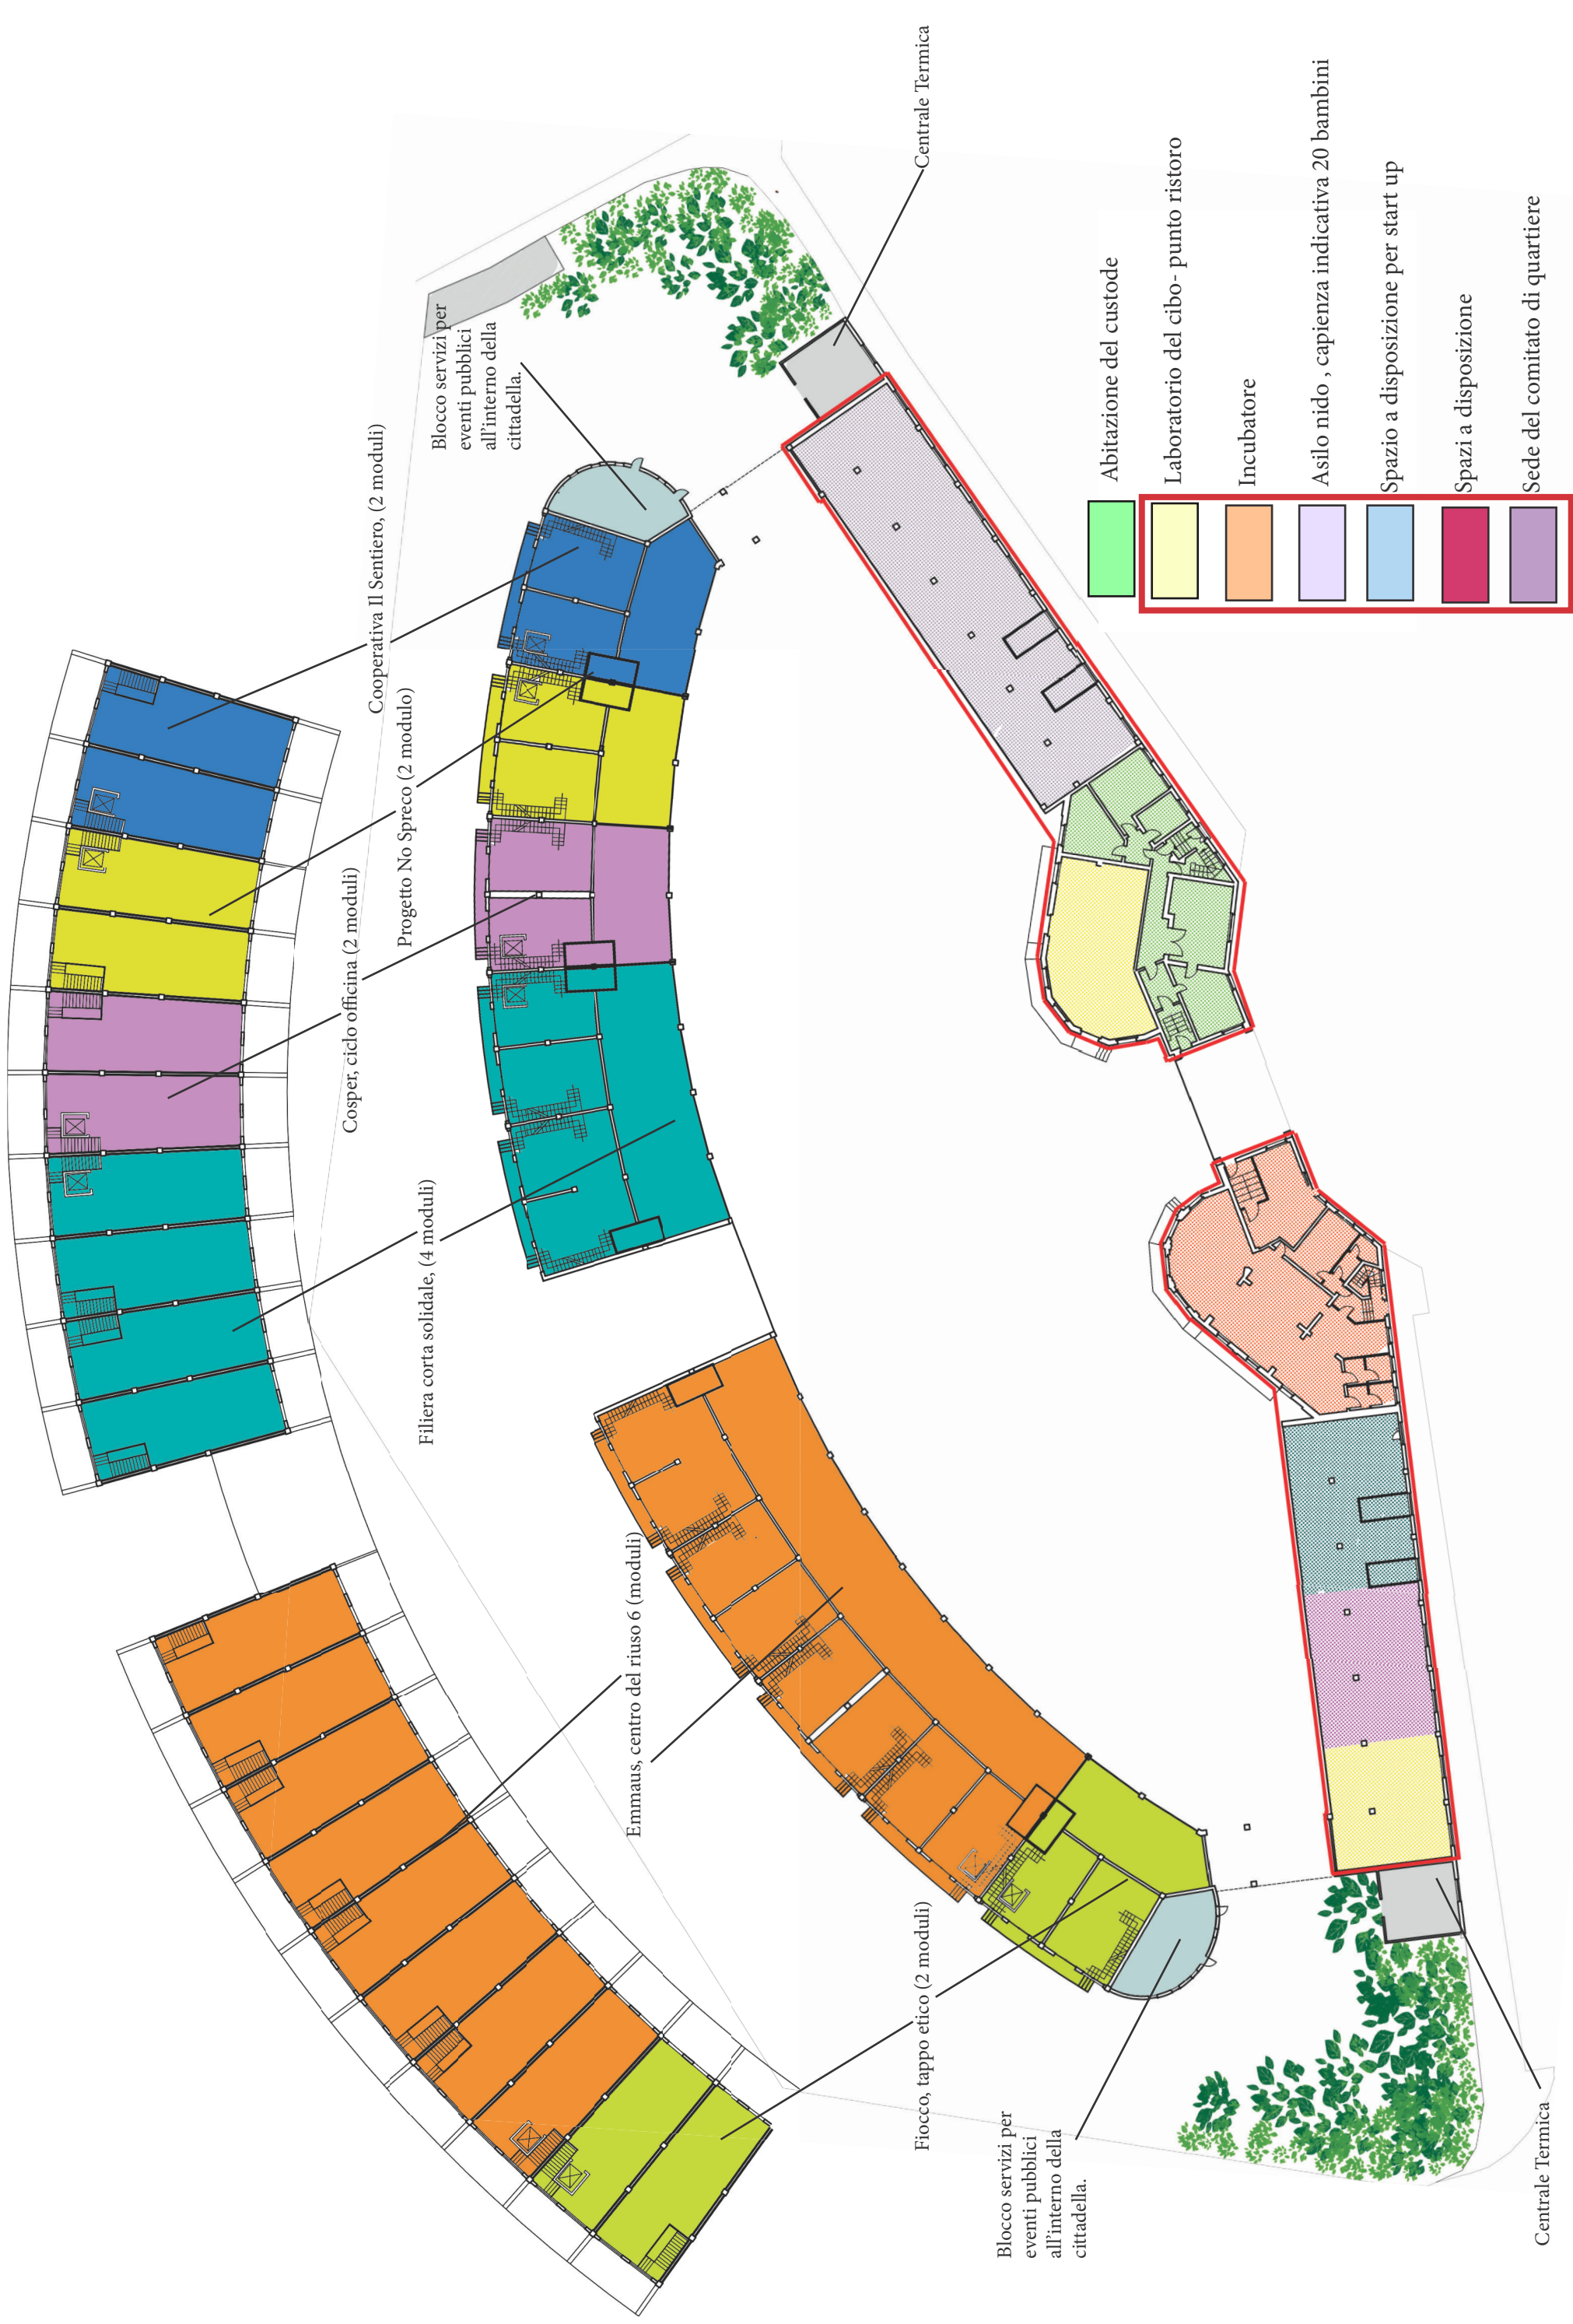 Centrale Termica
Blocco servizi per
eventi pubblici
all'interno della
cittadella.
Cooperativa Il Sentiero, (2 moduli)
Progetto No Spreco (2 modulo)
Cosper, ciclo officina (2 moduli)
Filiera corta solidale, (4 moduli)
Emmaus, centro del riuso 6 (moduli)
Fiocco, tappo etico (2 moduli)
Blocco servizi per
eventi pubblici
all'interno della
cittadella.
Centrale Termica
Abitazione del custode
Laboratorio del cibo- punto ristoro
Incubatore
Asilo nido , capienza indicativa 20 bambini
Spazio a disposizione per start up
Spazi a disposizione
Sede del comitato di quartiere